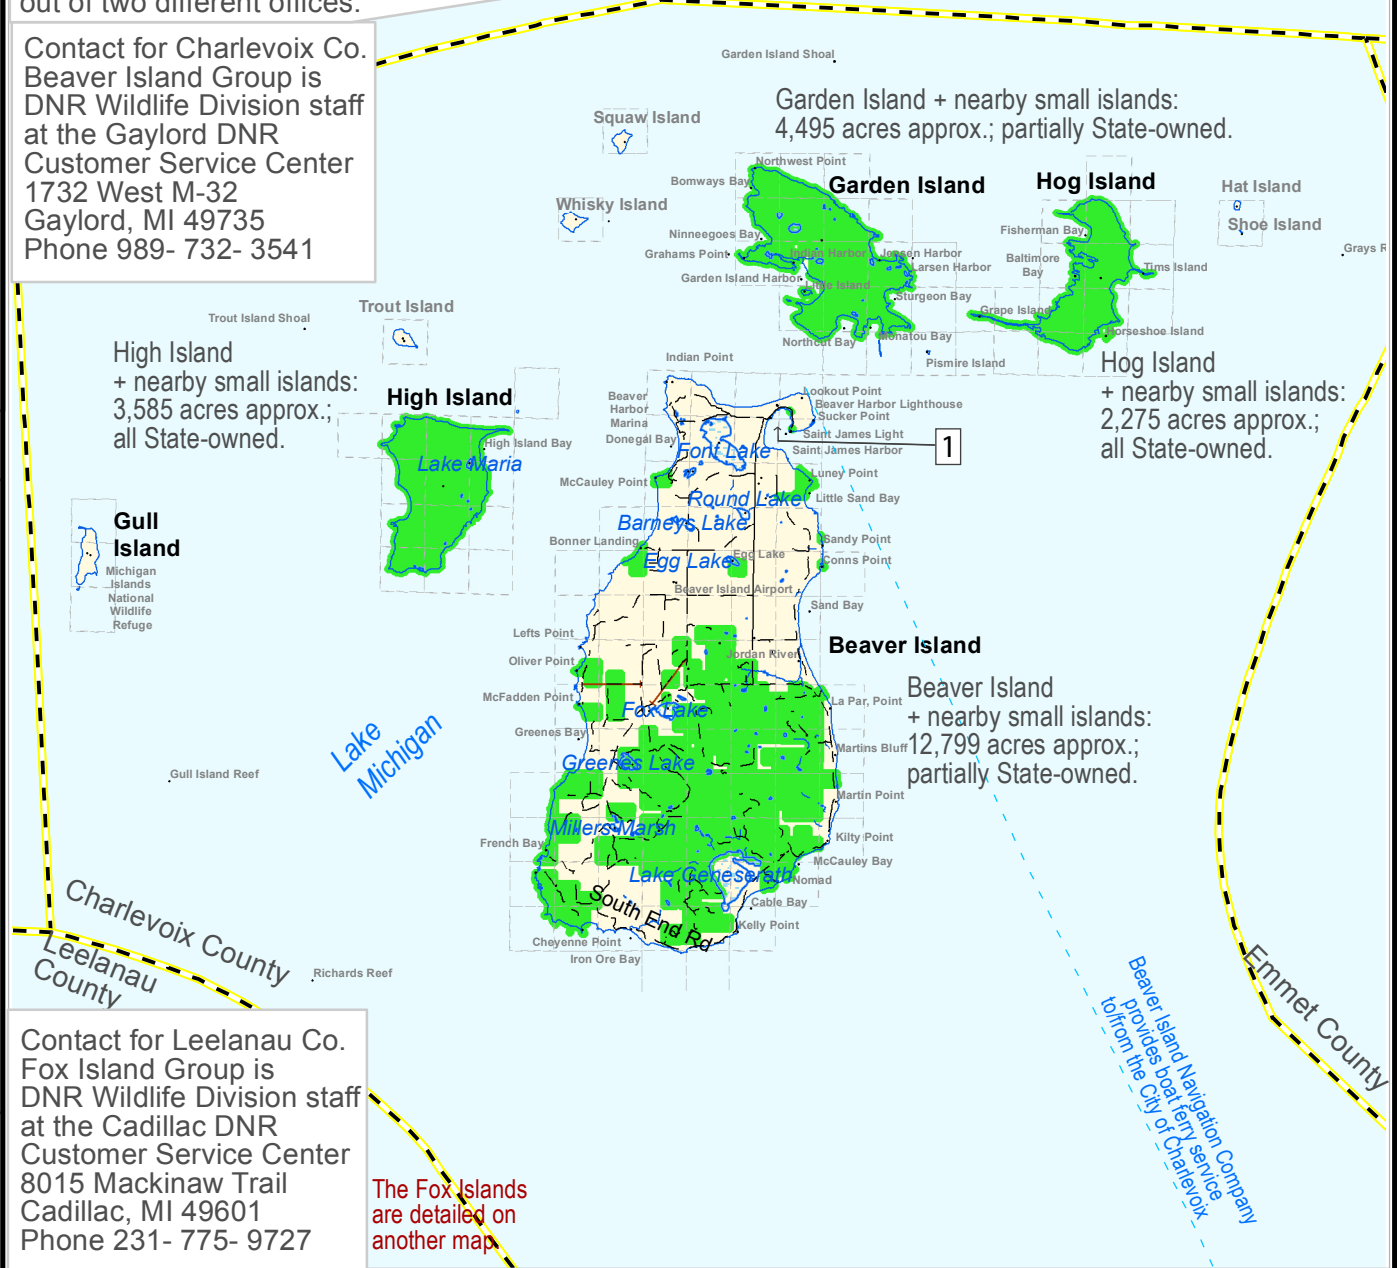 out of two different offices.
Contact for Charlevoix Co.
Beaver Island Group is
DNR Wildlife Division staff
at the Gaylord DNR
Customer Service Center
1732 West M-32
Gaylord, MI 49735
Phone 989- 732- 3541
Garden Island Shoal
Garden Island + nearby small islands:
4,495 acres approx.; partially State-owned.
Squaw Island
Whisky Island
Northwest Point
Bomways Bay
Garden Island
Ninneegoes Bay
Grahams Point
Indian Harbor
Jensen Harbor
Larsen Harbor
Garden Island Harbor
Little Island
Sturgeon Bay
Northcut Bay
Monatou Bay
Pismire Island
Hog Island
Fisherman Bay
Baltimore
Bay
Tims Island
Grape Island
Horseshoe Island
Hat Island
Shoe Island
Grays R
Hog Island
+ nearby small islands:
2,275 acres approx.;
all State-owned.
Trout Island
Trout Island Shoal
High Island
+ nearby small islands:
3,585 acres approx.;
all State-owned.
High Island
High Island Bay
Lake Maria
Gull
Island
Michigan
Islands
National
Wildlife
Refuge
Indian Point
Beaver
Harbor
Marina
Donegal Bay
Lookout Point
Beaver Harbor Lighthouse
Sucker Point
Saint James Light
Saint James Harbor
1
Font Lake
McCauley Point
Luney Point
Round Lake
Little Sand Bay
Barneys Lake
Bonner Landing
Sandy Point
Egg Lake
Egg Lake
Conns Point
Beaver Island Airport
Sand Bay
Lefts Point
Beaver Island
Jordan River
Oliver Point
McFadden Point
Beaver Island
+ nearby small islands:
12,799 acres approx.;
partially State-owned.
La Par, Point
Fox Lake
Greenes Bay
Martins Bluff
Greenes Lake
Martin Point
Lake
Michigan
Gull Island Reef
Millers Marsh
French Bay
Kilty Point
McCauley Bay
Lake Geneserath
Nomad
Cable Bay
South End Rd
Kelly Point
Cheyenne Point
Iron Ore Bay
Charlevoix County
Leelanau
County
Richards Reef
Emmet County
Beaver Island Navigation Company
provides boat ferry service
to/from the City of Charlevoix
Contact for Leelanau Co.
Fox Island Group is
DNR Wildlife Division staff
at the Cadillac DNR
Customer Service Center
8015 Mackinaw Trail
Cadillac, MI 49601
Phone 231- 775- 9727
The Fox Islands
are detailed on
another map